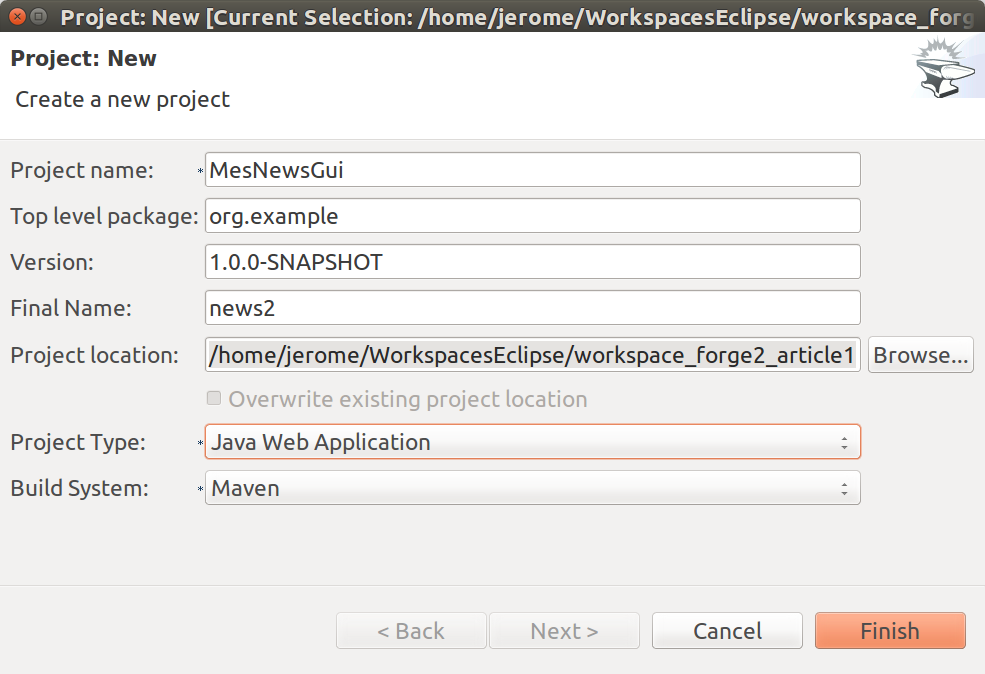 Project: New [Current Selection: /home/jerome/WorkspacesEclipse/workspace_forg
Project: New
Create a new project
Project name: * MesNewsGui
Top level package: org.example
Version: 1.0.0-SNAPSHOT
Final Name: news2
Project location: /home/jerome/WorkspacesEclipse/workspace_forge2_article1 Browse...
Overwrite existing project location
Project Type: * Java Web Application
Build System: * Maven
< Back Next > Cancel Finish